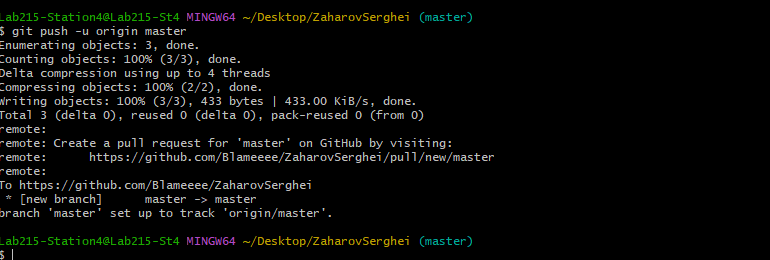 Lab215-Station4@Lab215-St4 MINGW64 ~/Desktop/ZaharovSerghei (master)
$ git push -u origin master
Enumerating objects: 3, done.
Counting objects: 100% (3/3), done.
Delta compression using up to 4 threads
Compressing objects: 100% (2/2), done.
Writing objects: 100% (3/3), 433 bytes | 433.00 KiB/s, done.
Total 3 (delta 0), reused 0 (delta 0), pack-reused 0 (from 0)
remote:
remote: Create a pull request for 'master' on GitHub by visiting:
remote:      https://github.com/Blameeee/ZaharovSerghei/pull/new/master
remote:
To https://github.com/Blameeee/ZaharovSerghei
 * [new branch]      master -> master
branch 'master' set up to track 'origin/master'.
Lab215-Station4@Lab215-St4 MINGW64 ~/Desktop/ZaharovSerghei (master)
$